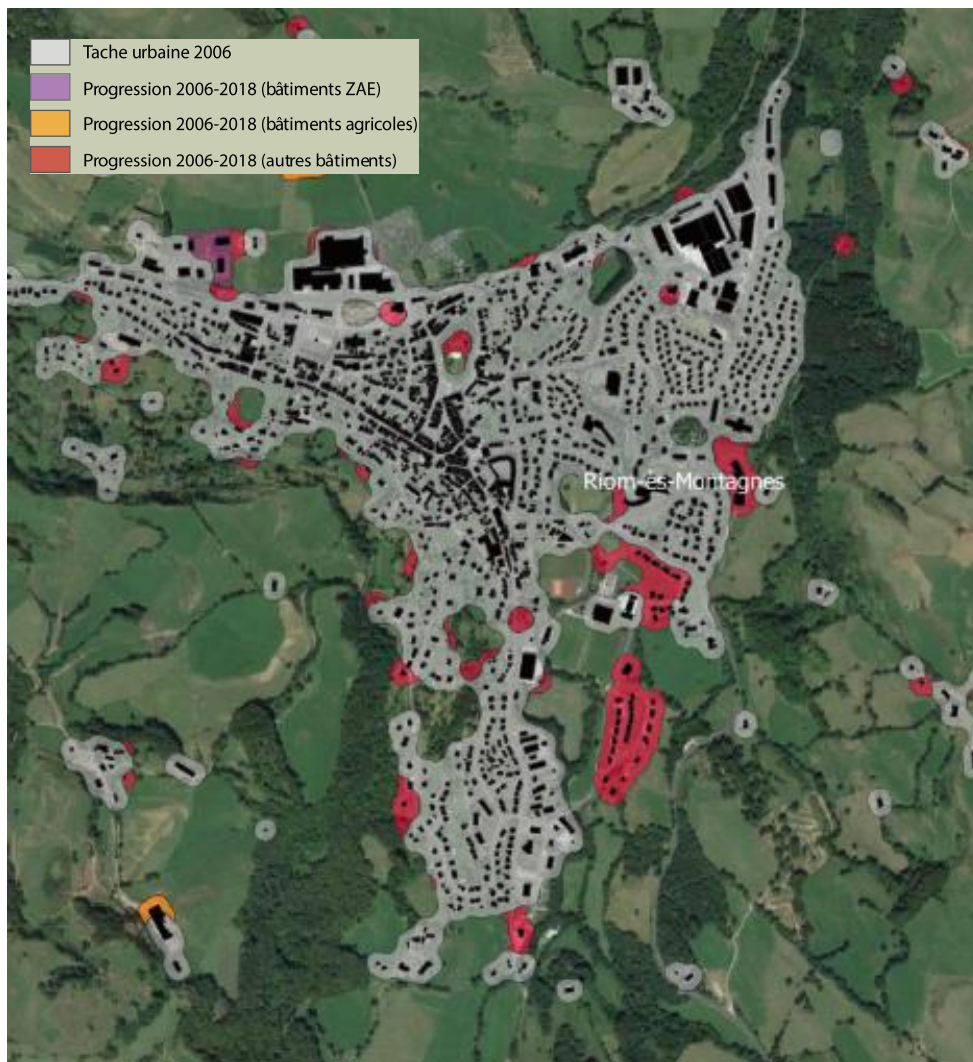 Tache urbaine 2006
Progression 2006-2018 (bâtiments ZAE)
Progression 2006-2018 (bâtiments agricoles)
Progression 2006-2018 (autres bâtiments)
Riom-ès-Montagnes